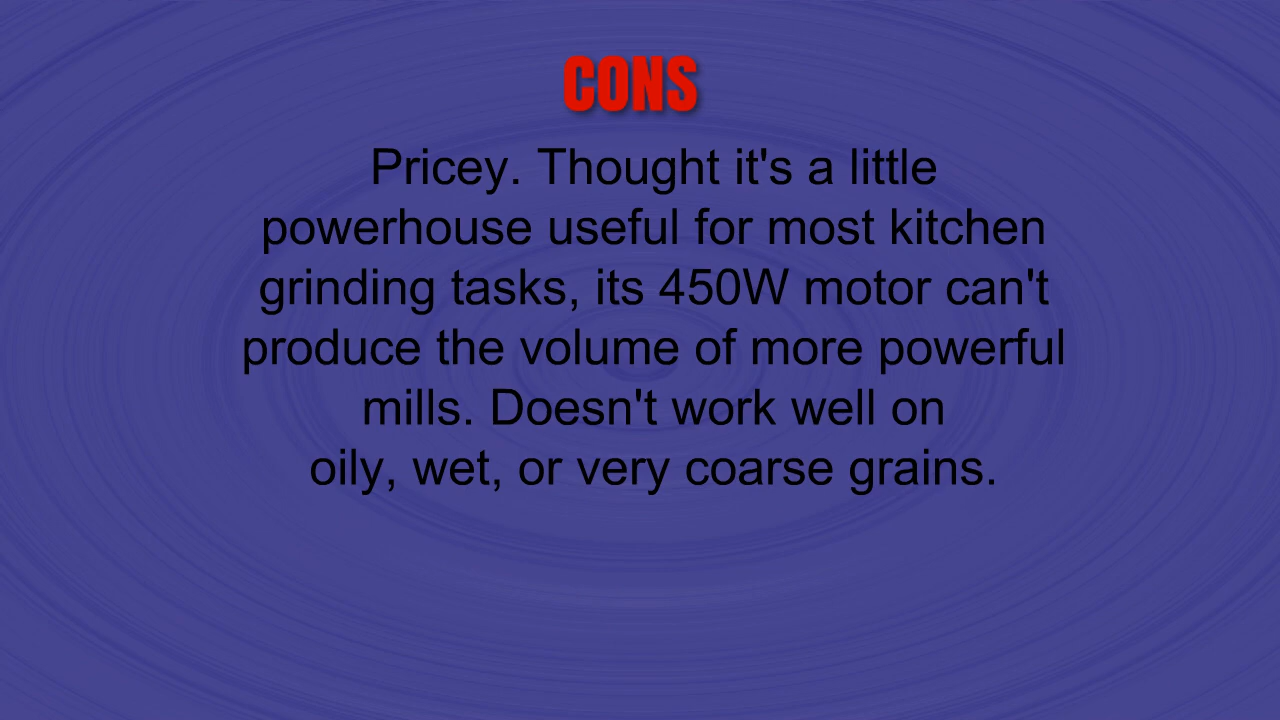 CONS
Pricey. Thought it's a little
powerhouse useful for most kitchen
grinding tasks, its 450W motor can't
produce the volume of more powerful
mills. Doesn't work well on
oily, wet, or very coarse grains.